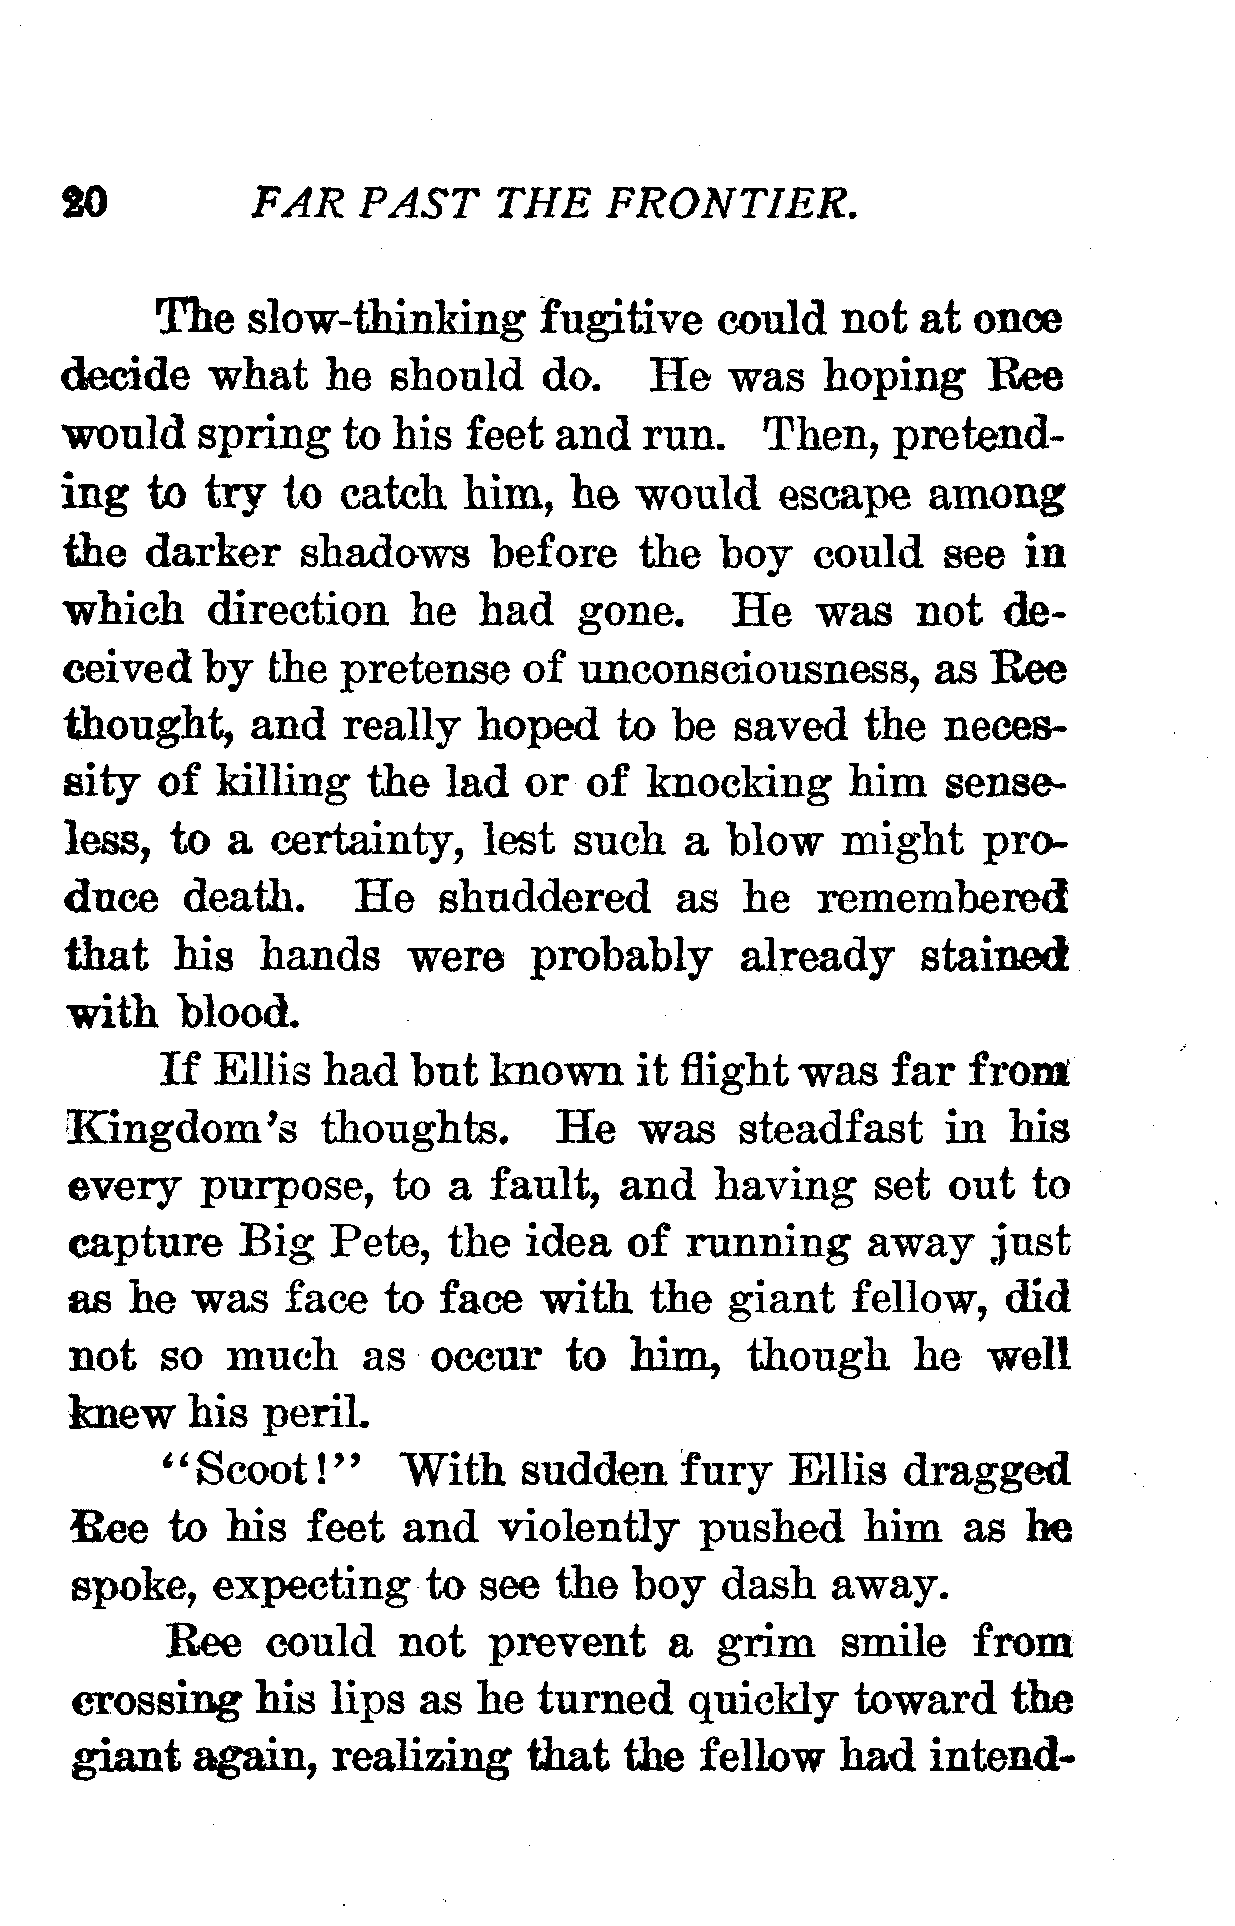 20 FAR PAST THE FRONTIER.
The slow-thinking fugitive could not at once
decide what he should do. He was hoping Ree
would spring to his feet and run. Then, pretend-
ing to try to catch him, he would escape among
the darker shadows before the boy could see in
which direction he had gone. He was not de-
ceived by the pretense of unconsciousness, as Ree
thought, and really hoped to be saved the neces-
sity of killing the lad or of knocking him sense-
less, to a certainty, lest such a blow might pro-
duce death. He shuddered as he remembered
that his hands were probably already stained
with blood.
If Ellis had but known it flight was far from
Kingdom's thoughts. He was steadfast in his
every purpose, to a fault, and having set out to
capture Big Pete, the idea of running away just
as he was face to face with the giant fellow, did
not so much as occur to him, though he well
knew his peril.
"Scoot!" With sudden fury Ellis dragged
Ree to his feet and violently pushed him as he
spoke, expecting to see the boy dash away.
Ree could not prevent a grim smile from
crossing his lips as he turned quickly toward the
giant again, realizing that the fellow had intend-